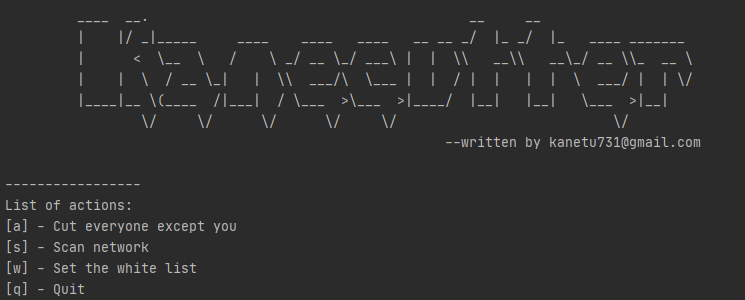 Kanecutter
--written by kanetu731@gmail.com
-----------------
List of actions:
[a] - Cut everyone except you
[s] - Scan network
[w] - Set the white list
[q] - Quit